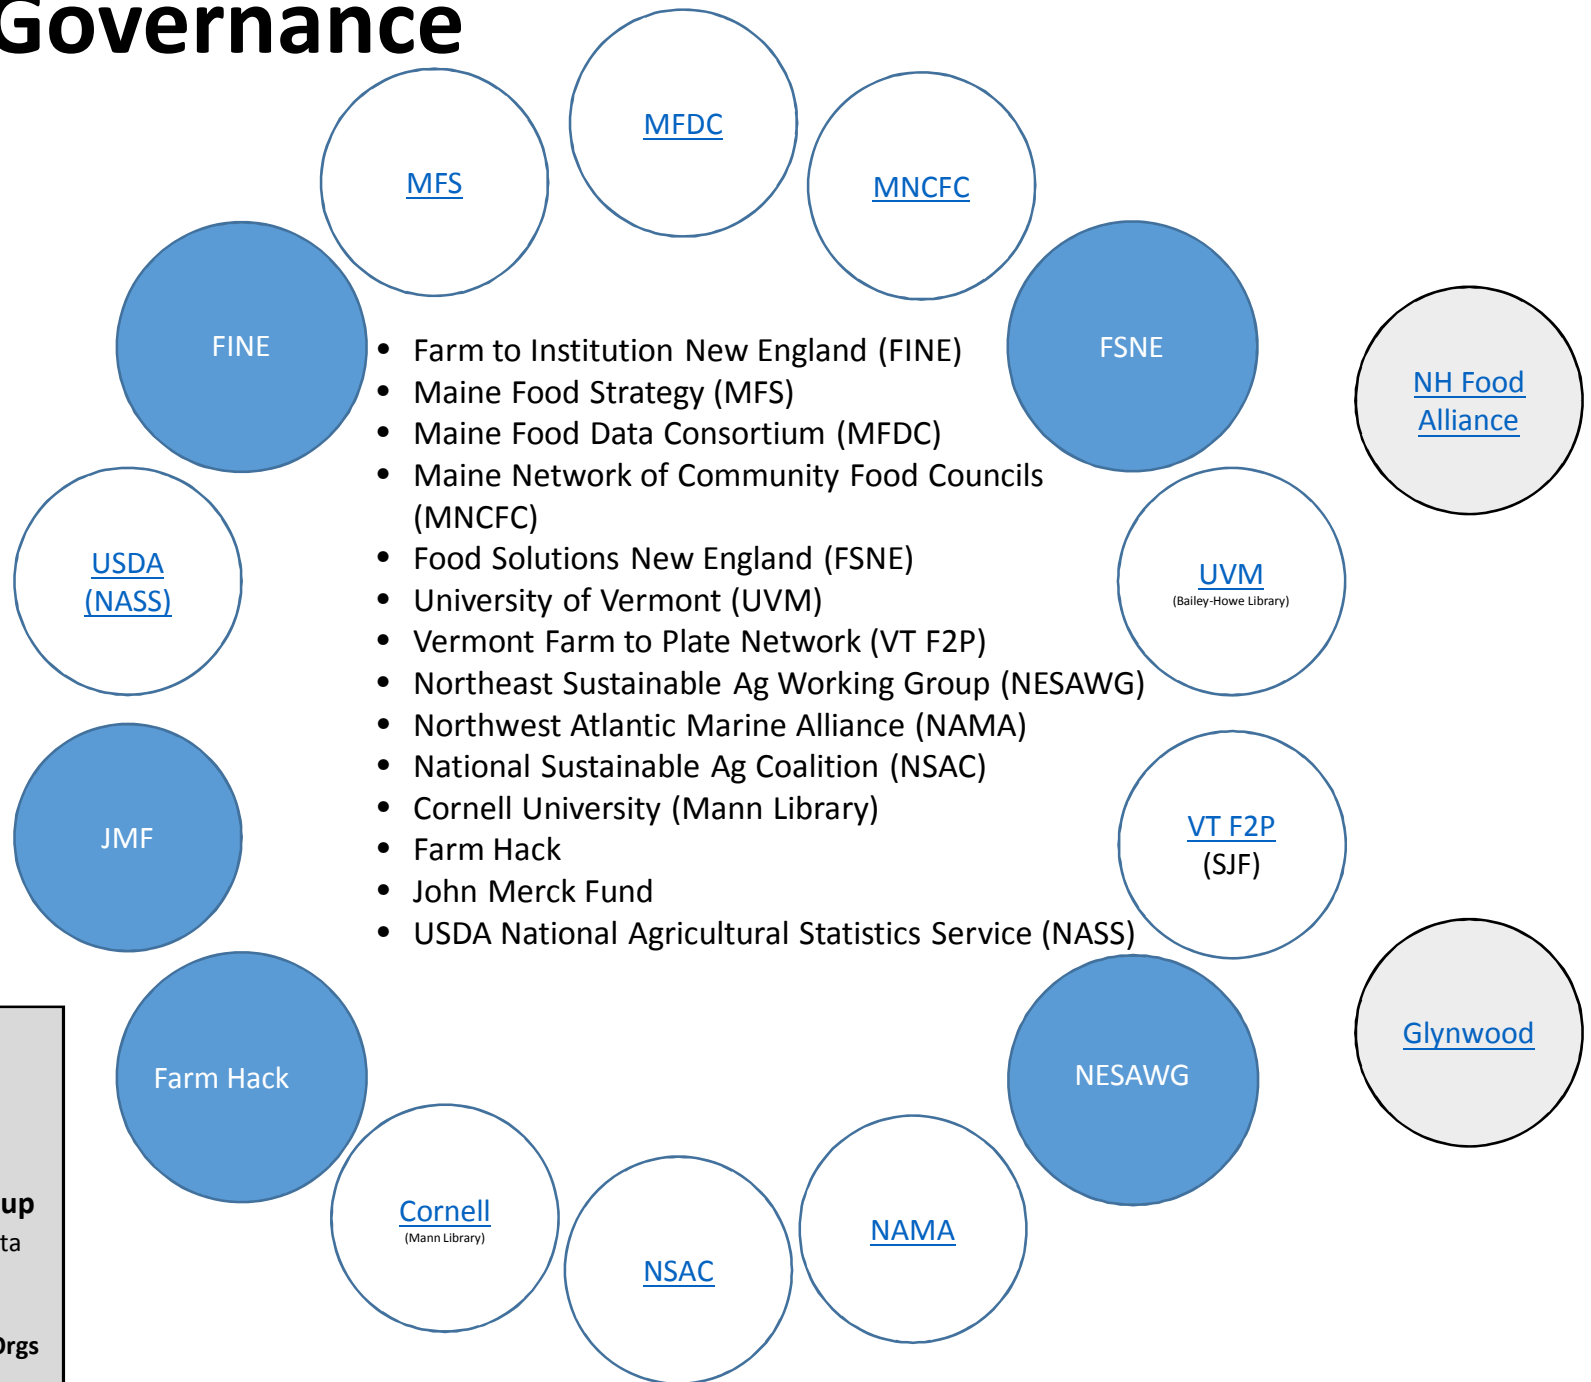 Governance
MFDC
MFS
MNCFC
FINE
FSNE
NH Food
Alliance
• Farm to Institution New England (FINE)
• Maine Food Strategy (MFS)
• Maine Food Data Consortium (MFDC)
• Maine Network of Community Food Councils
(MNCFC)
• Food Solutions New England (FSNE)
• University of Vermont (UVM)
• Vermont Farm to Plate Network (VT F2P)
• Northeast Sustainable Ag Working Group (NESAWG)
• Northwest Atlantic Marine Alliance (NAMA)
• National Sustainable Ag Coalition (NSAC)
• Cornell University (Mann Library)
• Farm Hack
• John Merck Fund
• USDA National Agricultural Statistics Service (NASS)
USDA
(NASS)
UVM
(Bailey-Howe Library)
JMF
VT F2P
(SJF)
Farm Hack
NESAWG
Glynwood
Cornell
(Mann Library)
NSAC
NAMA
up
ta
Orgs